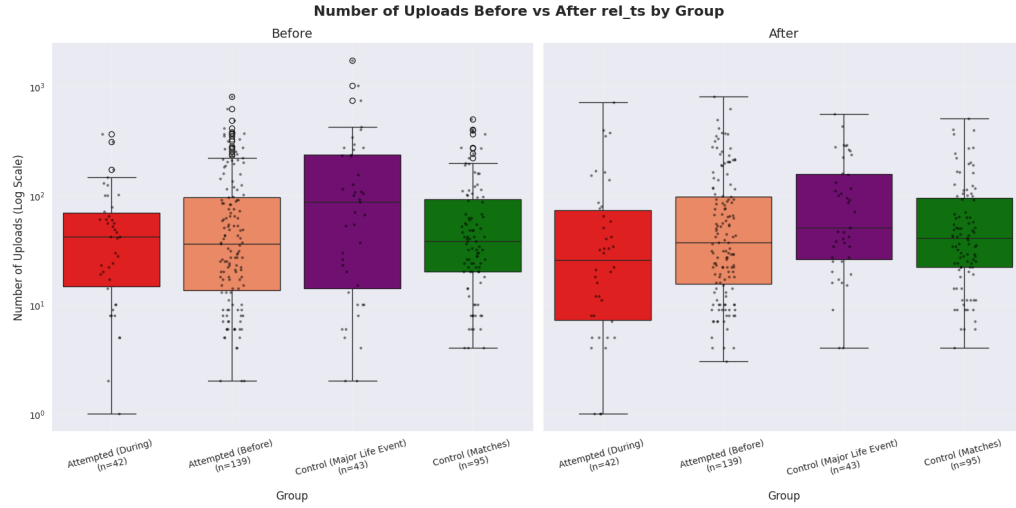 Number of Uploads Before vs After rel_ts by Group
Before
After
Number of Uploads (Log Scale)
10³
10²
10¹
10⁰
Attempted (During)
(n=42)
Attempted (Before)
(n=139)
Control (Major Life Event)
(n=43)
Control (Matches)
(n=95)
Group
Attempted (During)
(n=42)
Attempted (Before)
(n=139)
Control (Major Life Event)
(n=43)
Control (Matches)
(n=95)
Group